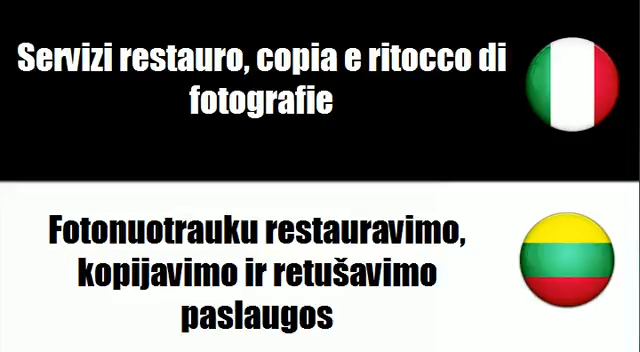 Servizi restauro, copia e ritocco di
fotografie
Fotonuotrauku restauravimo,
kopijavimo ir retušavimo
paslaugos